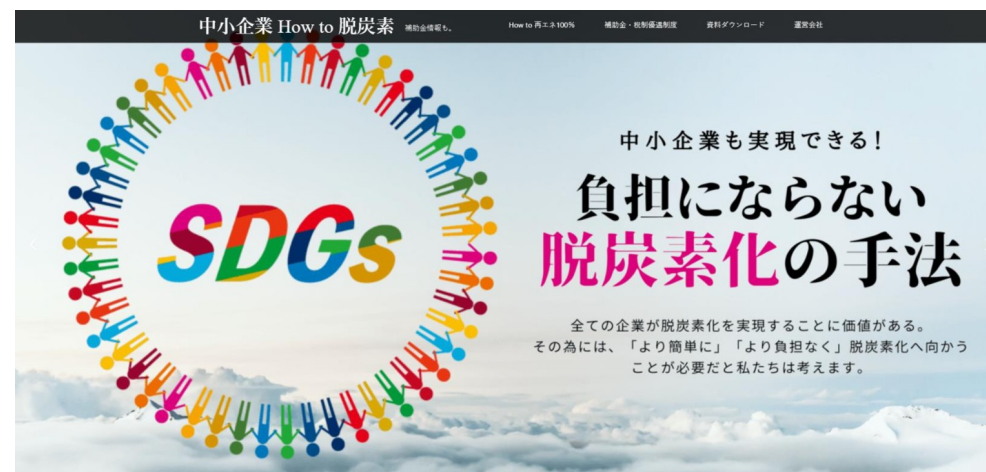 中小企業 How to 脱炭素 補助金情報も。
How to 再エネ100% 補助金・税制優遇制度 資料ダウンロード 運営会社
SDGs
中小企業も実現できる!
負担にならない
脱炭素化の手法
全ての企業が脱炭素化を実現することに価値がある。
その為には、「より簡単に」「より負担なく」脱炭素化へ向かう
ことが必要だと私たちは考えます。